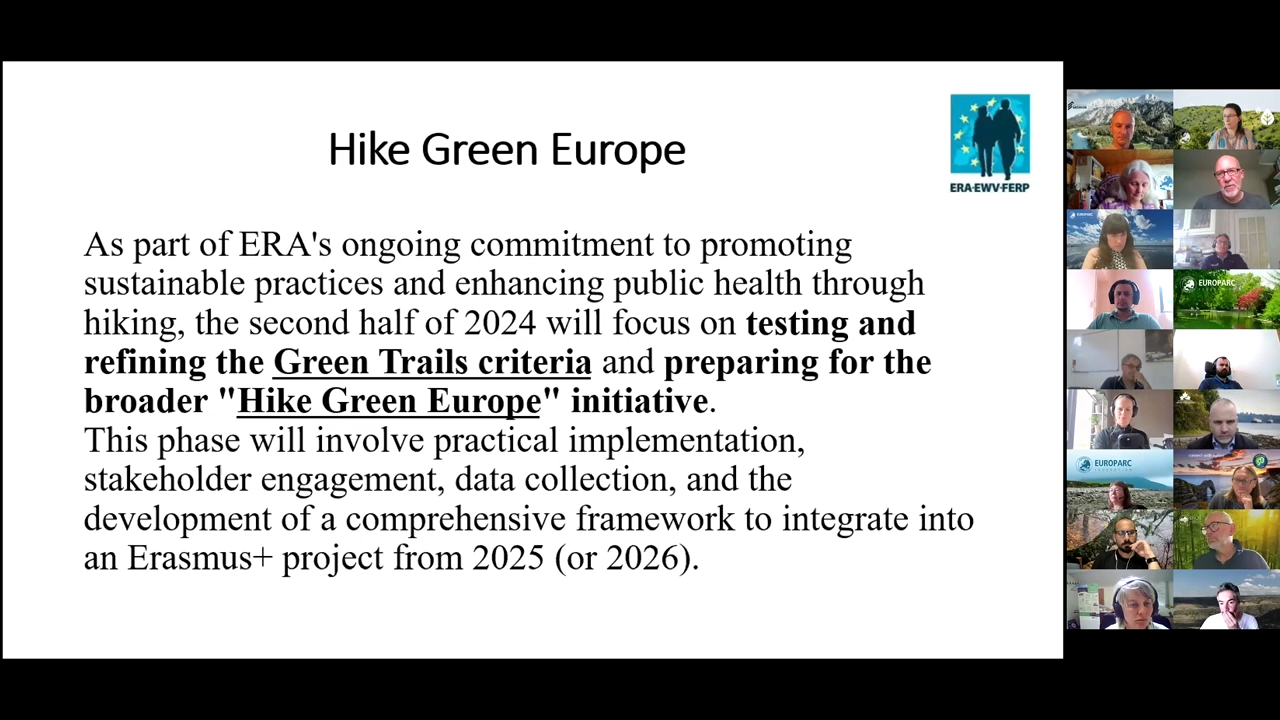 Hike Green Europe
ERA-EWV-FERP
As part of ERA's ongoing commitment to promoting
sustainable practices and enhancing public health through
hiking, the second half of 2024 will focus on testing and
refining the Green Trails criteria and preparing for the
broader "Hike Green Europe" initiative.
This phase will involve practical implementation,
stakeholder engagement, data collection, and the
development of a comprehensive framework to integrate into
an Erasmus+ project from 2025 (or 2026).
EUROPARC
EUROPARC
EUROPARC